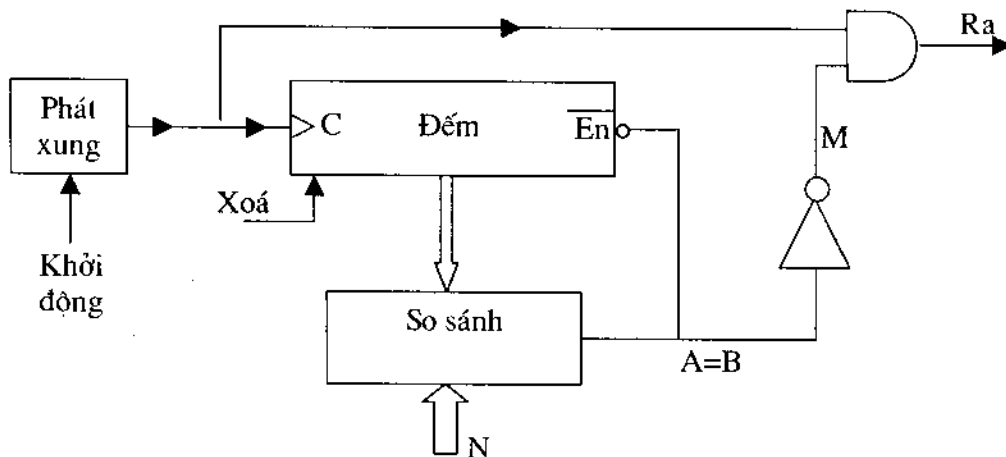 Ra
Phát
xung
C
Đếm
En
M
Xoá
Khởi
động
So sánh
A=B
N